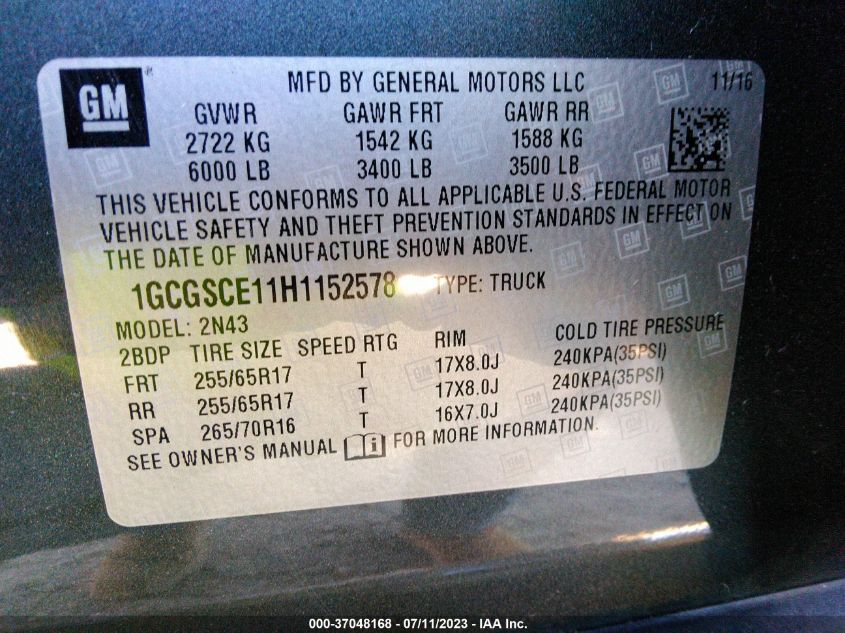 GM
MFD BY GENERAL MOTORS LLC 11/16
GVWR GAWR FRT GAWR RR
2722 KG 1542 KG 1588 KG
6000 LB 3400 LB 3500 LB
THIS VEHICLE CONFORMS TO ALL APPLICABLE U.S. FEDERAL MOTOR
VEHICLE SAFETY AND THEFT PREVENTION STANDARDS IN EFFECT ON
THE DATE OF MANUFACTURE SHOWN ABOVE.
1GCGSCE11H1152578 TYPE: TRUCK
MODEL: 2N43
2BDP TIRE SIZE SPEED RTG RIM COLD TIRE PRESSURE
FRT 255/65R17 T 17X8.0J 240KPA(35PSI)
RR 255/65R17 T 17X8.0J 240KPA(35PSI)
SPA 265/70R16 T 16X7.0J 240KPA(35PSI)
SEE OWNER'S MANUAL FOR MORE INFORMATION.
000-37048168 - 07/11/2023 - IAA Inc.